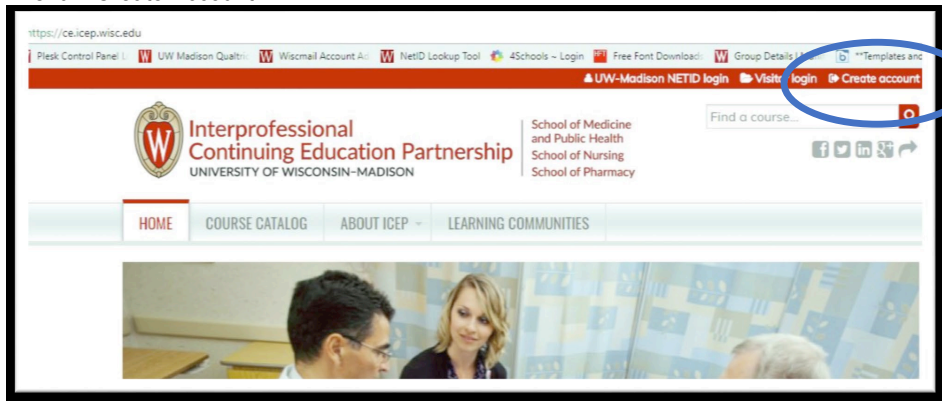 https://ce.icep.wisc.edu
Plesk Control Panel L W UW Madison Qualtri W Wiscmail Account Ad W NetID Lookup Tool 4Schools ~ Login Free Font Download W Group Details b **Templates and
UW-Madison NETID login Visitor login Create account
W
Interprofessional
Continuing Education Partnership
UNIVERSITY OF WISCONSIN–MADISON
School of Medicine
and Public Health
School of Nursing
School of Pharmacy
Find a course...
HOME COURSE CATALOG ABOUT ICEP LEARNING COMMUNITIES